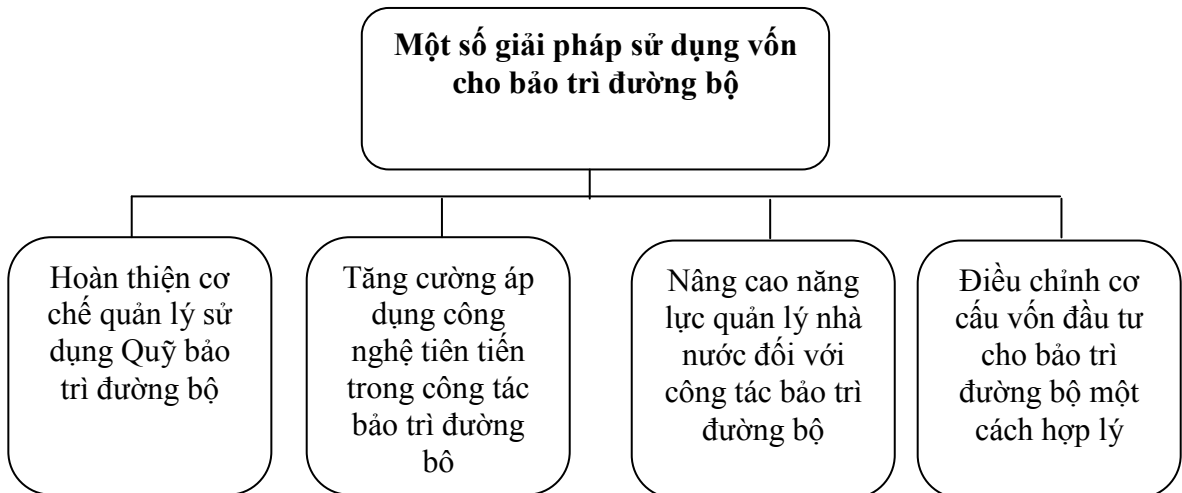 Một số giải pháp sử dụng vốn
cho bảo trì đường bộ
Hoàn thiện cơ
chế quản lý sử
dụng Quỹ bảo
trì đường bộ
Tăng cường áp
dụng công
nghệ tiên tiến
trong công tác
bảo trì đường
bô
Nâng cao năng
lực quản lý nhà
nước đối với
công tác bảo trì
đường bộ
Điều chỉnh cơ
cấu vốn đầu tư
cho bảo trì
đường bộ một
cách hợp lý